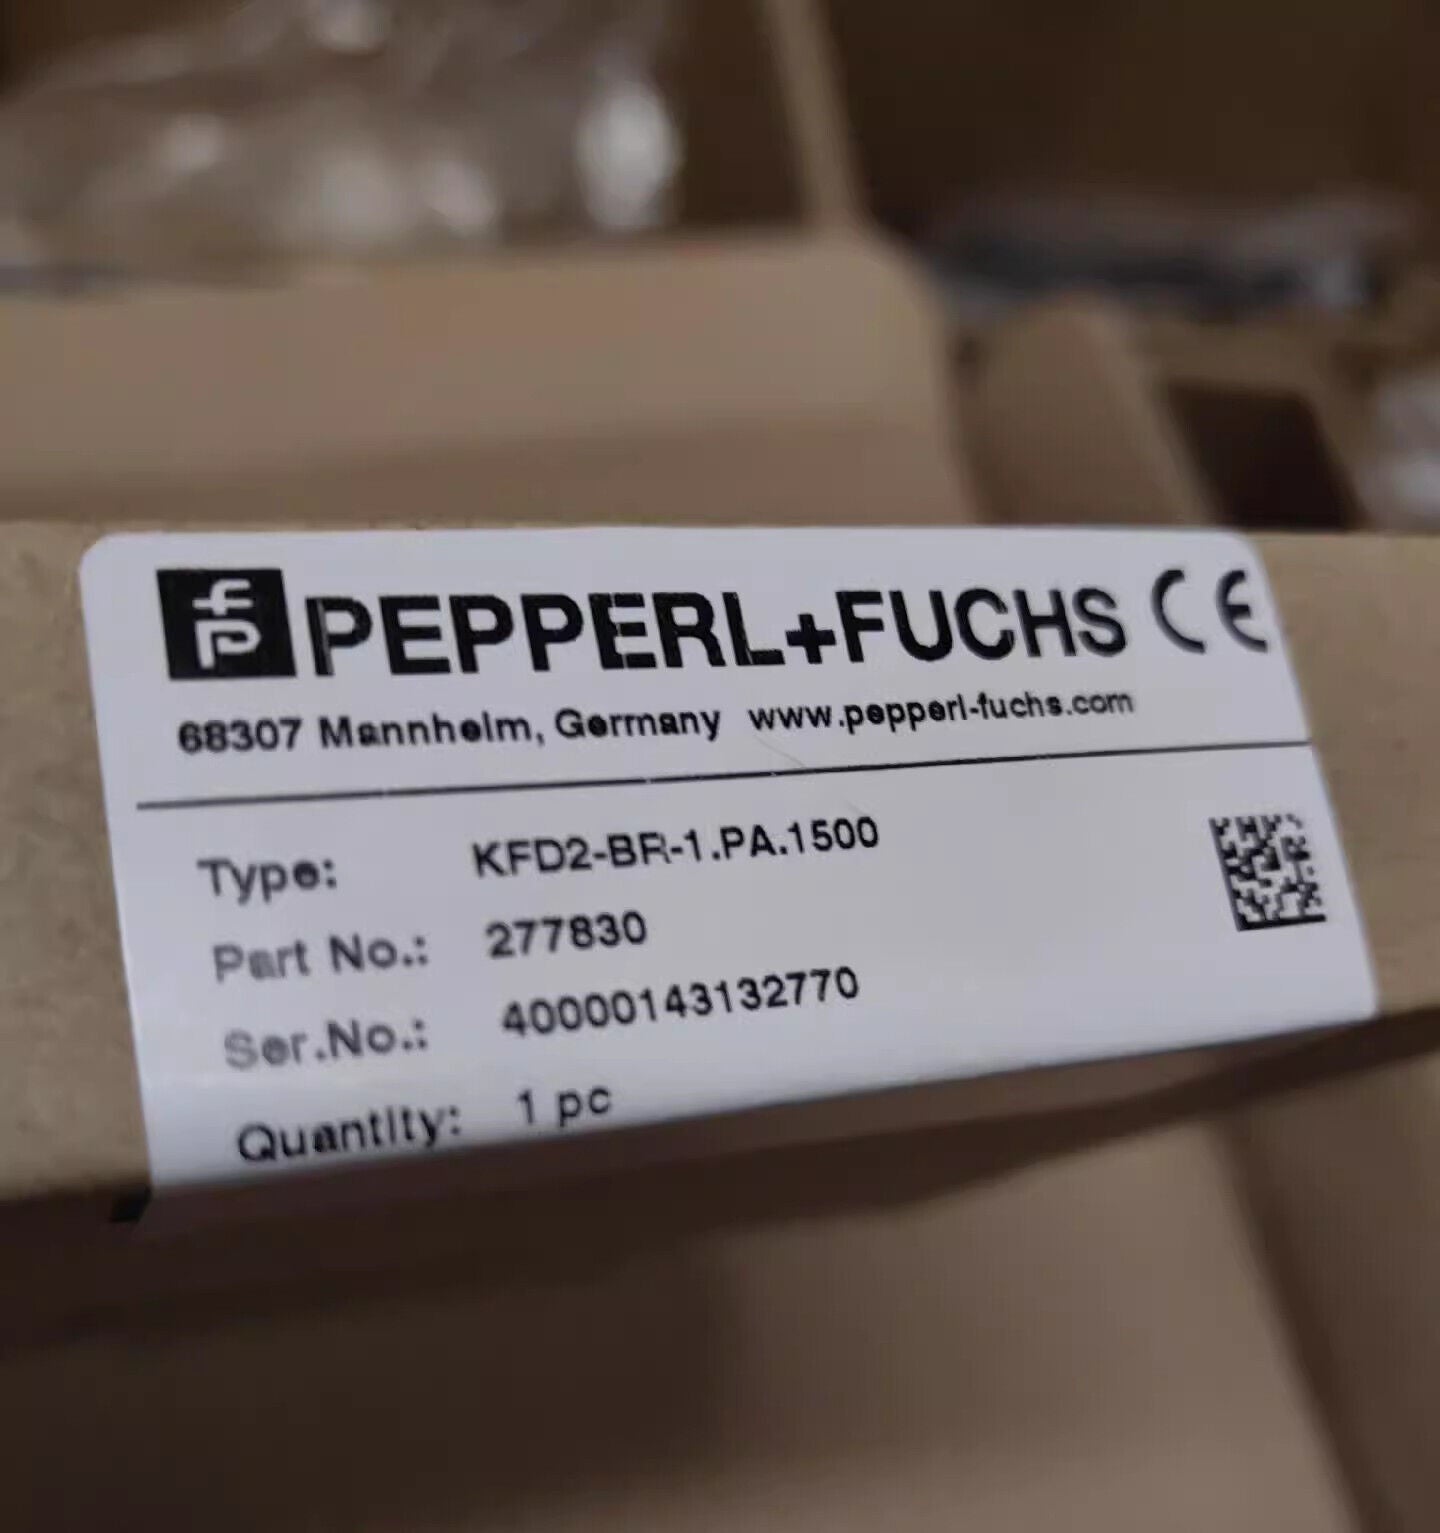 PEPPERL+FUCHS CE
68307 Mannheim, Germany www.pepperl-fuchs.com
Type: KFD2-BR-1.PA.1500
Part No.: 277830
Ser.No.: 40000143132770
Quantity: 1 pc